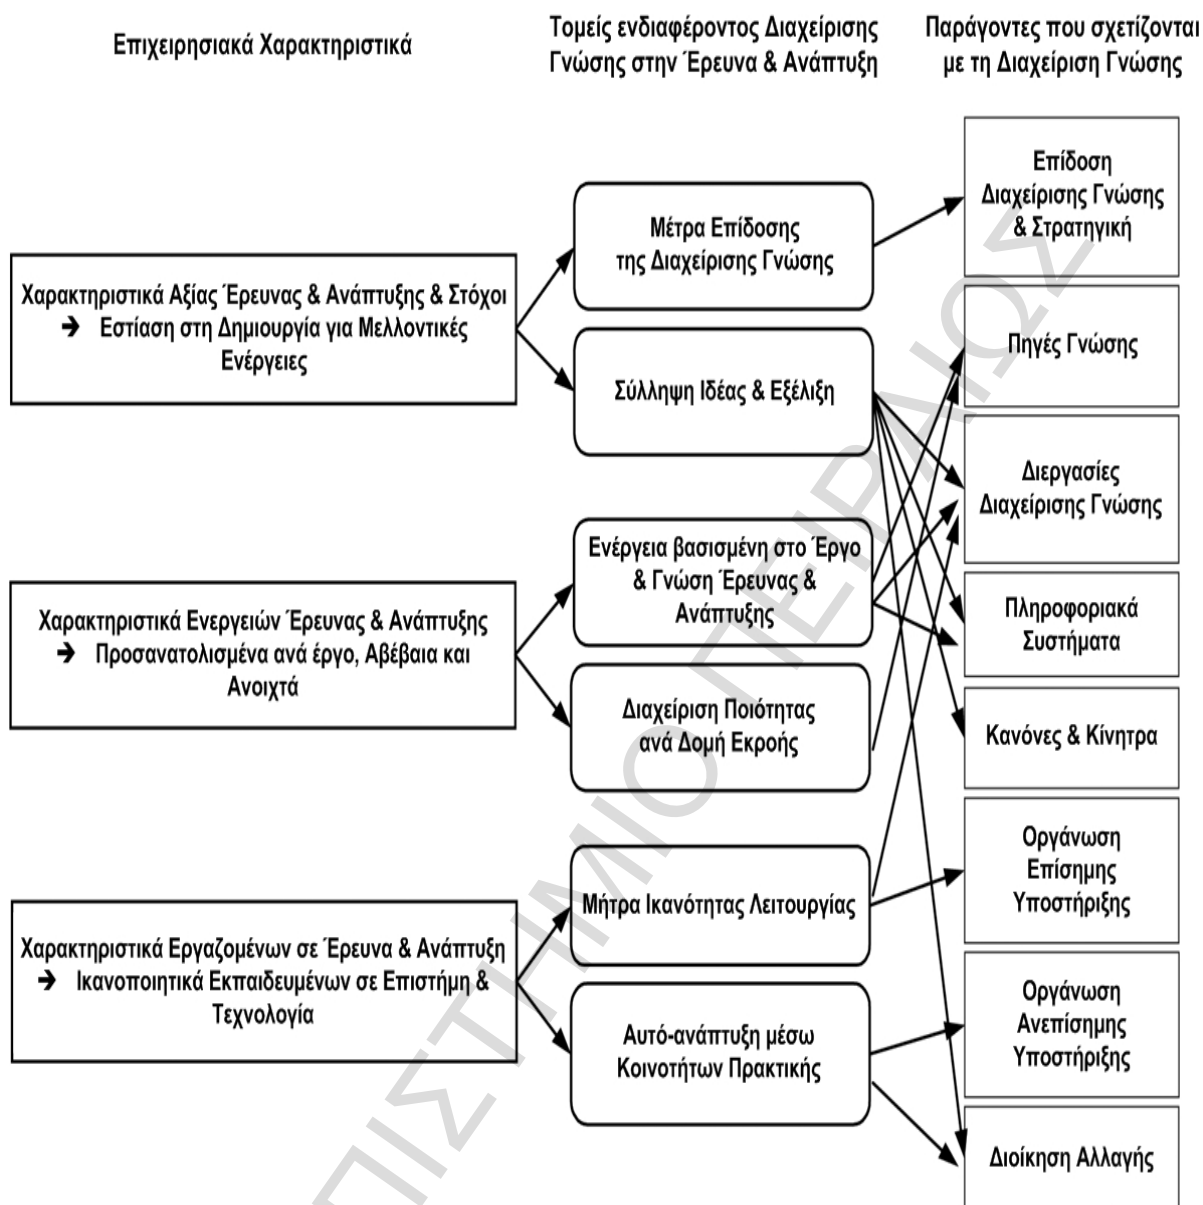 Επιχειρησιακά Χαρακτηριστικά
Τομείς ενδιαφέροντος Διαχείρισης
Γνώσης στην Έρευνα & Ανάπτυξη
Παράγοντες που σχετίζονται
με τη Διαχείριση Γνώσης
Χαρακτηριστικά Αξίας Έρευνας & Ανάπτυξης & Στόχοι
➔ Εστίαση στη Δημιουργία για Μελλοντικές
Ενέργειες
Χαρακτηριστικά Ενεργειών Έρευνας & Ανάπτυξης
➔ Προσανατολισμένα ανά έργο, Αβέβαια και
Ανοιχτά
Χαρακτηριστικά Εργαζομένων σε Έρευνα & Ανάπτυξη
➔ Ικανοποιητικά Εκπαιδευμένων σε Επιστήμη &
Τεχνολογία
Μέτρα Επίδοσης
της Διαχείρισης Γνώσης
Σύλληψη Ιδέας & Εξέλιξη
Ενέργεια βασισμένη στο Έργο
& Γνώση Έρευνας &
Ανάπτυξης
Διαχείριση Ποιότητας
ανά Δομή Εκροής
Μήτρα Ικανότητας Λειτουργίας
Αυτό-ανάπτυξη μέσω
Κοινοτήτων Πρακτικής
Επίδοση
Διαχείρισης Γνώσης
& Στρατηγική
Πηγές Γνώσης
Διεργασίες
Διαχείρισης Γνώσης
Πληροφοριακά
Συστήματα
Κανόνες & Κίνητρα
Οργάνωση
Επίσημης
Υποστήριξης
Οργάνωση
Ανεπίσημης
Υποστήριξης
Διοίκηση Αλλαγής
ΠΙΣΤΗΜΙΟ ΠΕΙΡΑΙΩΣ